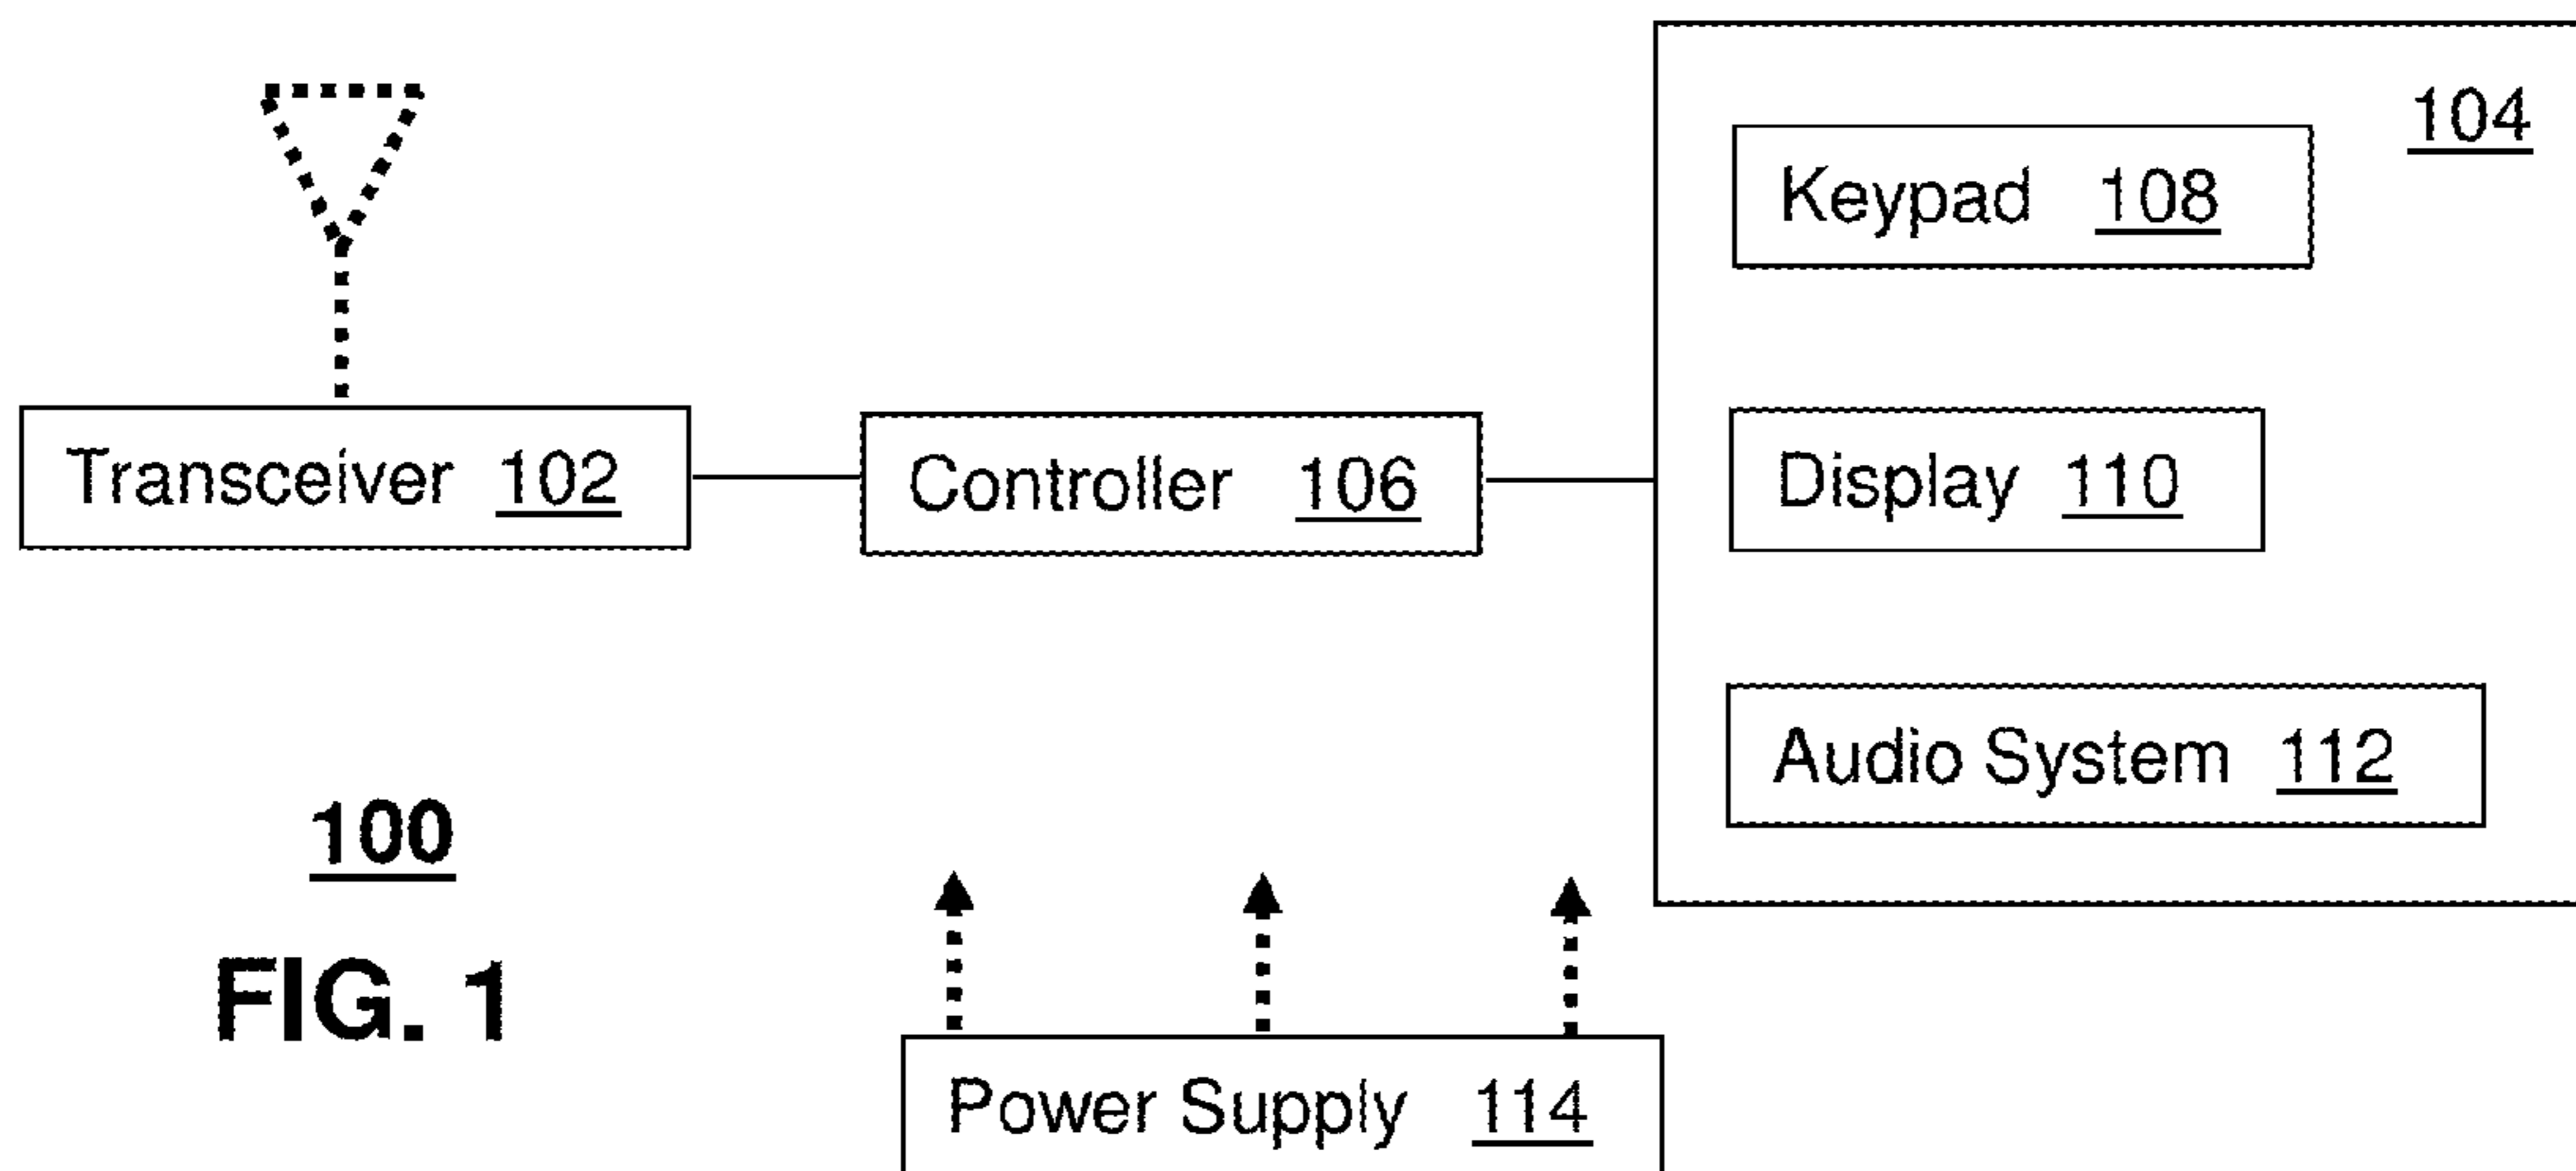 104
Keypad 108
Transceiver 102
Controller 106
Display 110
Audio System 112
100
FIG. 1
Power Supply 114